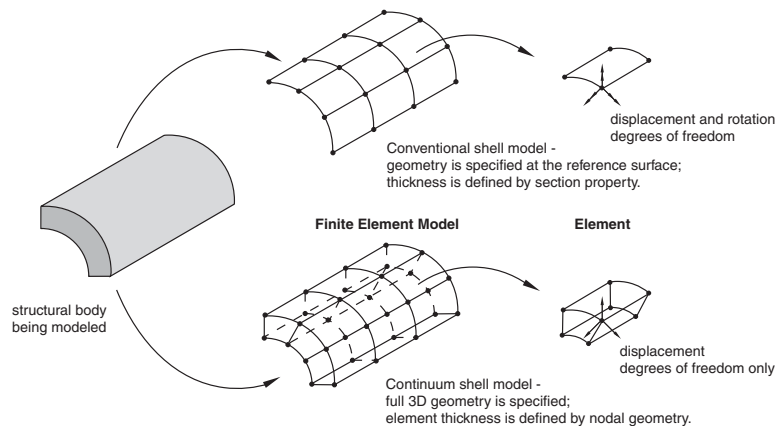 displacement and rotation
degrees of freedom
Conventional shell model -
geometry is specified at the reference surface;
thickness is defined by section property.
Finite Element Model
Element
structural body
being modeled
displacement
degrees of freedom only
Continuum shell model -
full 3D geometry is specified;
element thickness is defined by nodal geometry.